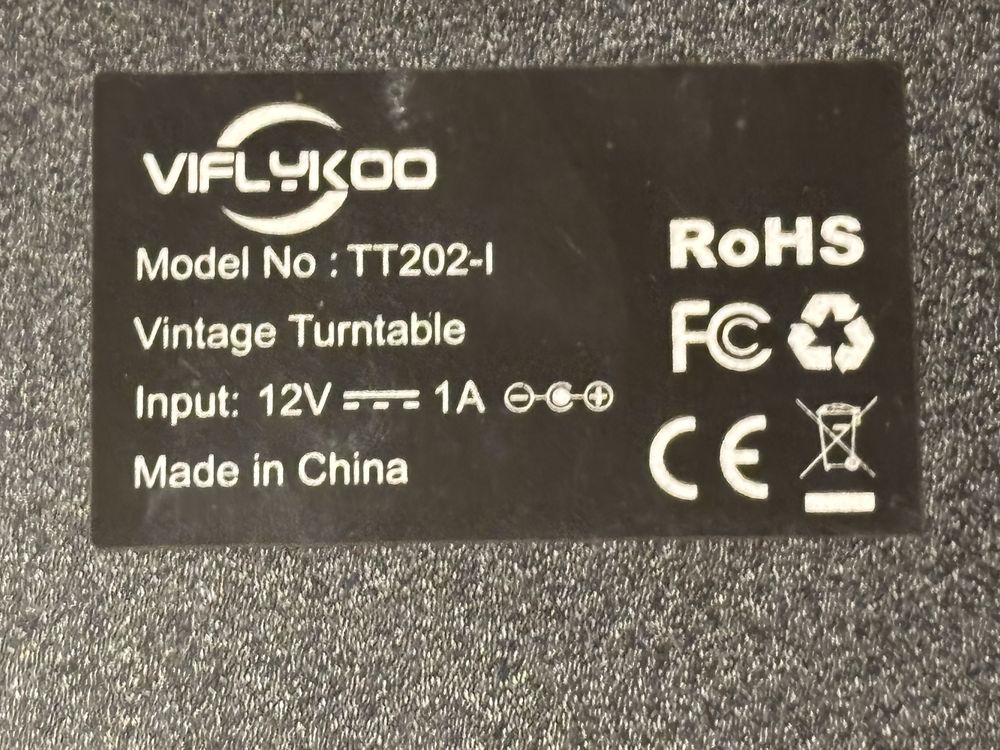 VIFLYKOO
Model No : TT202-I
Vintage Turntable
Input: 12V ⎓ 1A
Made in China
RoHS
FC
CE